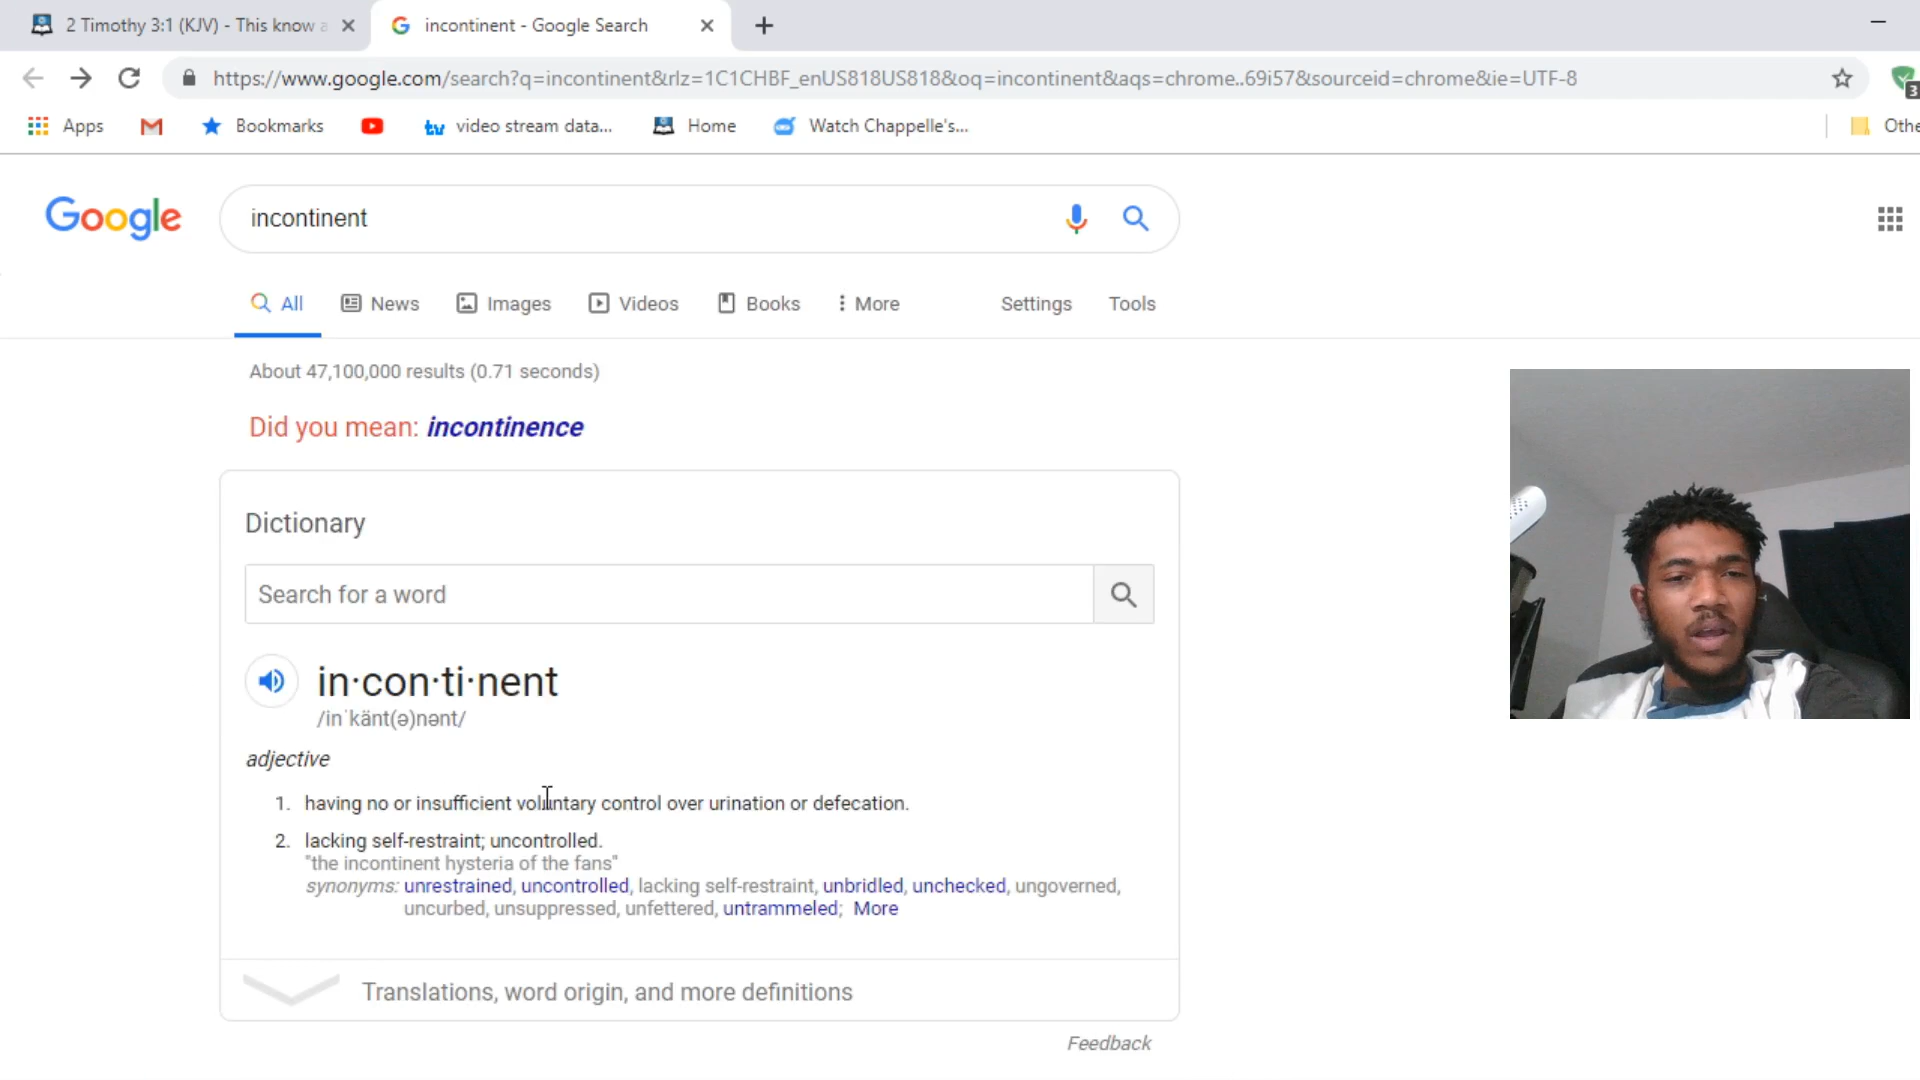 2 Timothy 3:1 (KJV) - This know a
incontinent - Google Search
https://www.google.com/search?q=incontinent&rlz=1C1CHBF_enUS818US818&oq=incontinent&aqs=chrome..69i57&sourceid=chrome&ie=UTF-8
3
Apps
Bookmarks
tv video stream data...
Home
Watch Chappelle's...
Othe
Google
incontinent
All
News
Images
Videos
Books
More
Settings
Tools
About 47,100,000 results (0.71 seconds)
Did you mean: incontinence
Dictionary
Search for a word
in·con·ti·nent
/inˈkänt(ə)nənt/
adjective
1. having no or insufficient voluntary control over urination or defecation.
2. lacking self-restraint; uncontrolled.
"the incontinent hysteria of the fans"
synonyms: unrestrained, uncontrolled, lacking self-restraint, unbridled, unchecked, ungoverned,
uncurbed, unsuppressed, unfettered, untrammeled; More
Translations, word origin, and more definitions
Feedback